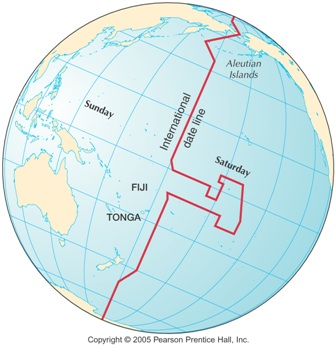 Aleutian
Islands
Sunday
International
date line
Saturday
FIJI
TONGA
Copyright © 2005 Pearson Prentice Hall, Inc.